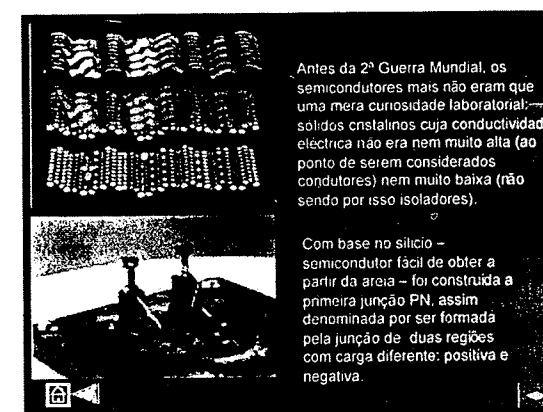 Antes da 2ª Guerra Mundial, os
semicondutores mais não eram que
uma mera curiosidade laboratorial:—
sólidos cristalinos cuja conductividad
eléctrica não era nem muito alta (ao
ponto de serem considerados
condutores) nem muito baixa (não
sendo por isso isoladores).
Com base no silício –
semicondutor fácil de obter a
partir da areia – foi construída a
primeira junção PN, assim
denominada por ser formada
pela junção de duas regiões
com carga diferente: positiva e
negativa.